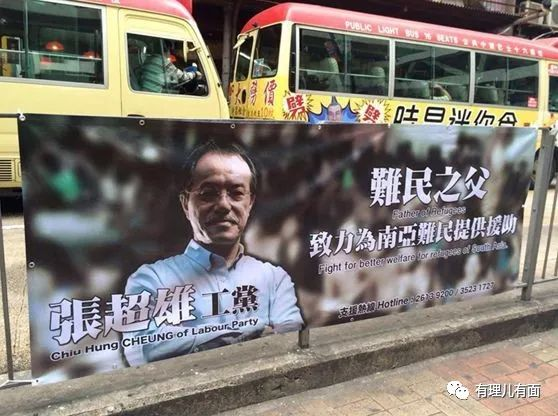 PUBLIC LIGHT BUS 16 SEATS
難民之父
Father of Refugees
致力為南亞難民提供援助
Fight for better welfare for refugees of South Asia.
張超雄 工黨
Chiu Hung CHEUNG of Labour Party
支援熱線 Hotline : 2613 9200 / 3523 1727
有理儿有面